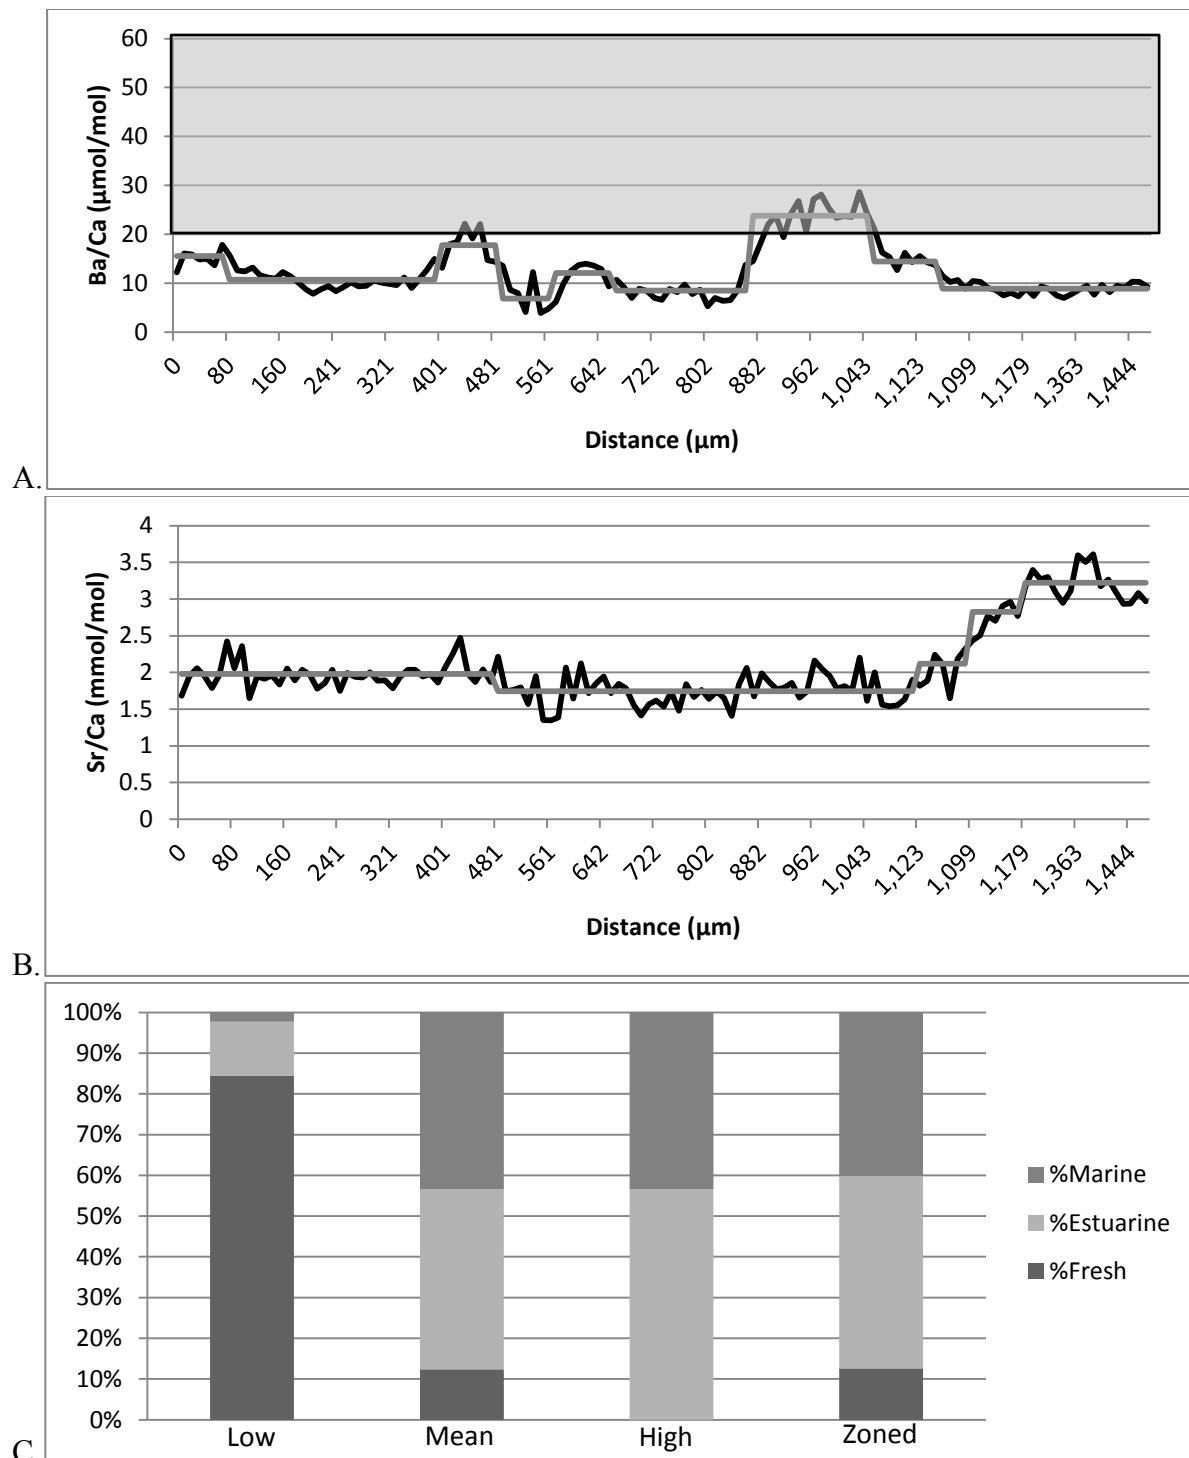 60
50
40
30
20
10
0
Ba/Ca (µmol/mol)
0 80 160 241 321 401 481 561 642 722 802 882 962 1,043 1,123 1,099 1,179 1,363 1,444
Distance (µm)
A.
4
3.5
3
2.5
2
1.5
1
0.5
0
Sr/Ca (mmol/mol)
0 80 160 241 321 401 481 561 642 722 802 882 962 1,043 1,123 1,099 1,179 1,363 1,444
Distance (µm)
B.
100%
90%
80%
70%
60%
50%
40%
30%
20%
10%
0%
Low Mean High Zoned
%Marine
%Estuarine
%Fresh
C